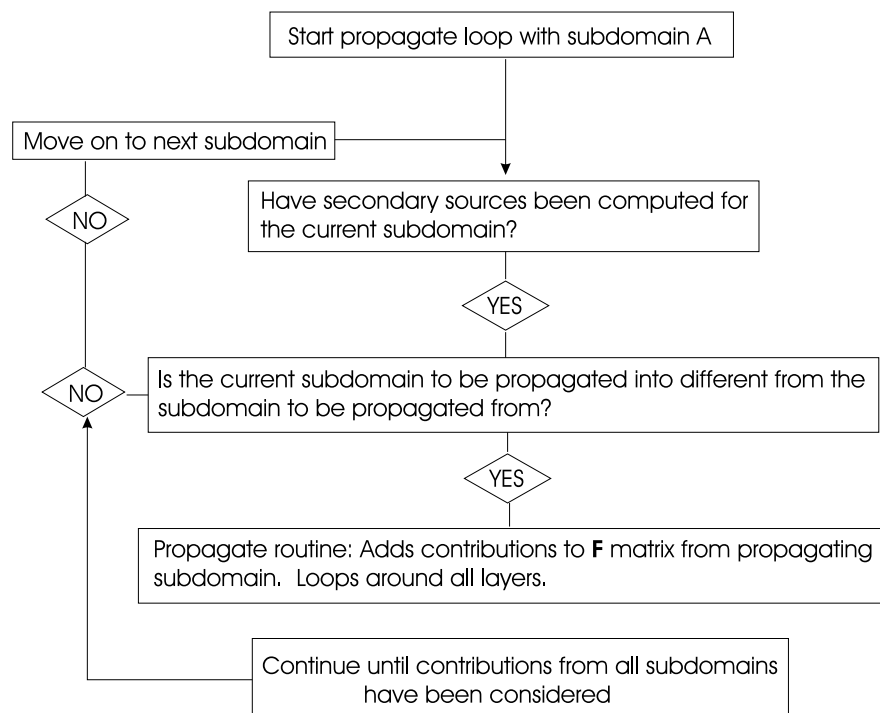 Start propagate loop with subdomain A
Move on to next subdomain
Have secondary sources been computed for
the current subdomain?
NO
YES
Is the current subdomain to be propagated into different from the
subdomain to be propagated from?
NO
YES
Propagate routine: Adds contributions to F matrix from propagating
subdomain. Loops around all layers.
Continue until contributions from all subdomains
have been considered